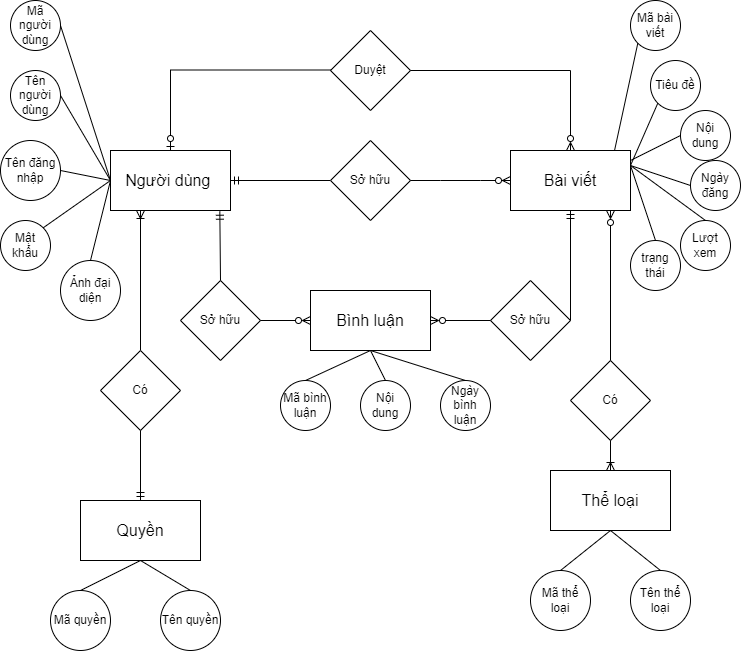 Mã
người
dùng
Tên
người
dùng
Tên đăng
nhập
Mật
khẩu
Ảnh đại
diện
Người dùng
Duyệt
Sở hữu
Bài viết
Mã bài
viết
Tiêu đề
Nội
dung
Ngày
đăng
Lượt
xem
trạng
thái
Sở hữu
Bình luận
Sở hữu
Mã bình
luận
Nội
dung
Ngày
bình
luận
Có
Có
Quyền
Mã quyền
Tên quyền
Thể loại
Mã thể
loại
Tên thể
loại